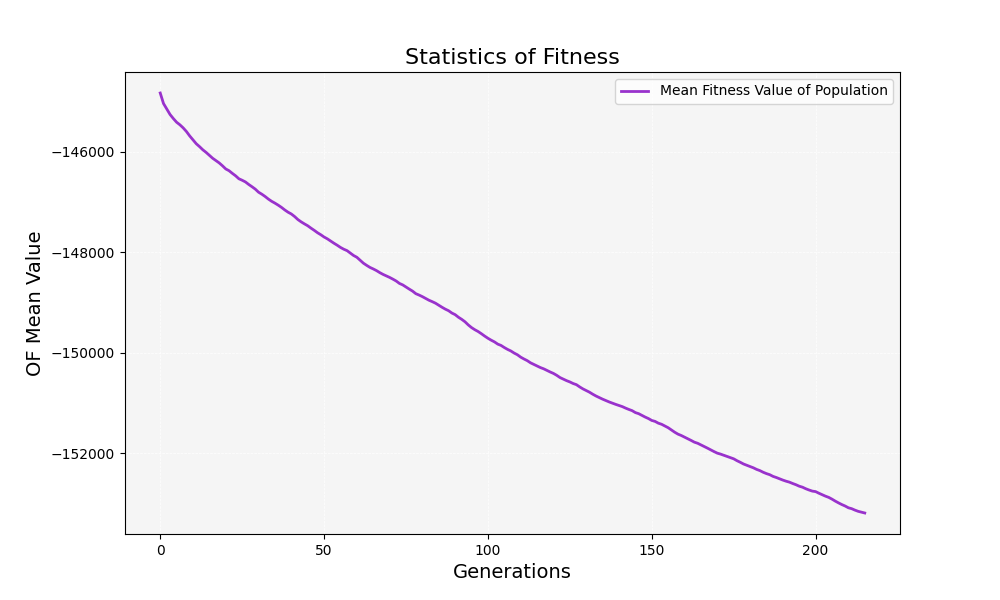 Statistics of Fitness
Mean Fitness Value of Population
OF Mean Value
−146000
−148000
−150000
−152000
0 50 100 150 200
Generations